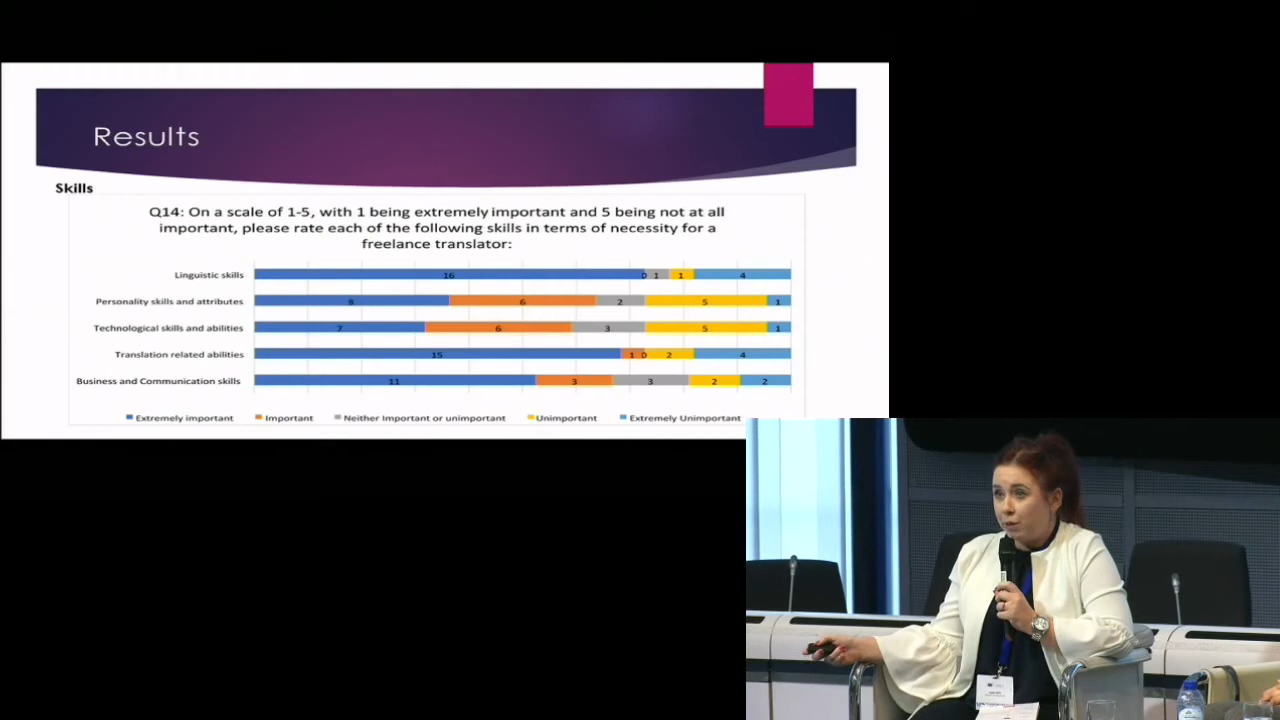 Results
Skills
Q14: On a scale of 1-5, with 1 being extremely important and 5 being not at all
important, please rate each of the following skills in terms of necessity for a
freelance translator:
Linguistic skills 16 0 1 1 4
Personality skills and attributes 8 6 2 5 1
Technological skills and abilities 7 6 3 5 1
Translation related abilities 15 1 0 2 4
Business and Communication skills 11 3 3 2 2
Extremely important Important Neither Important or unimportant Unimportant Extremely Unimportant